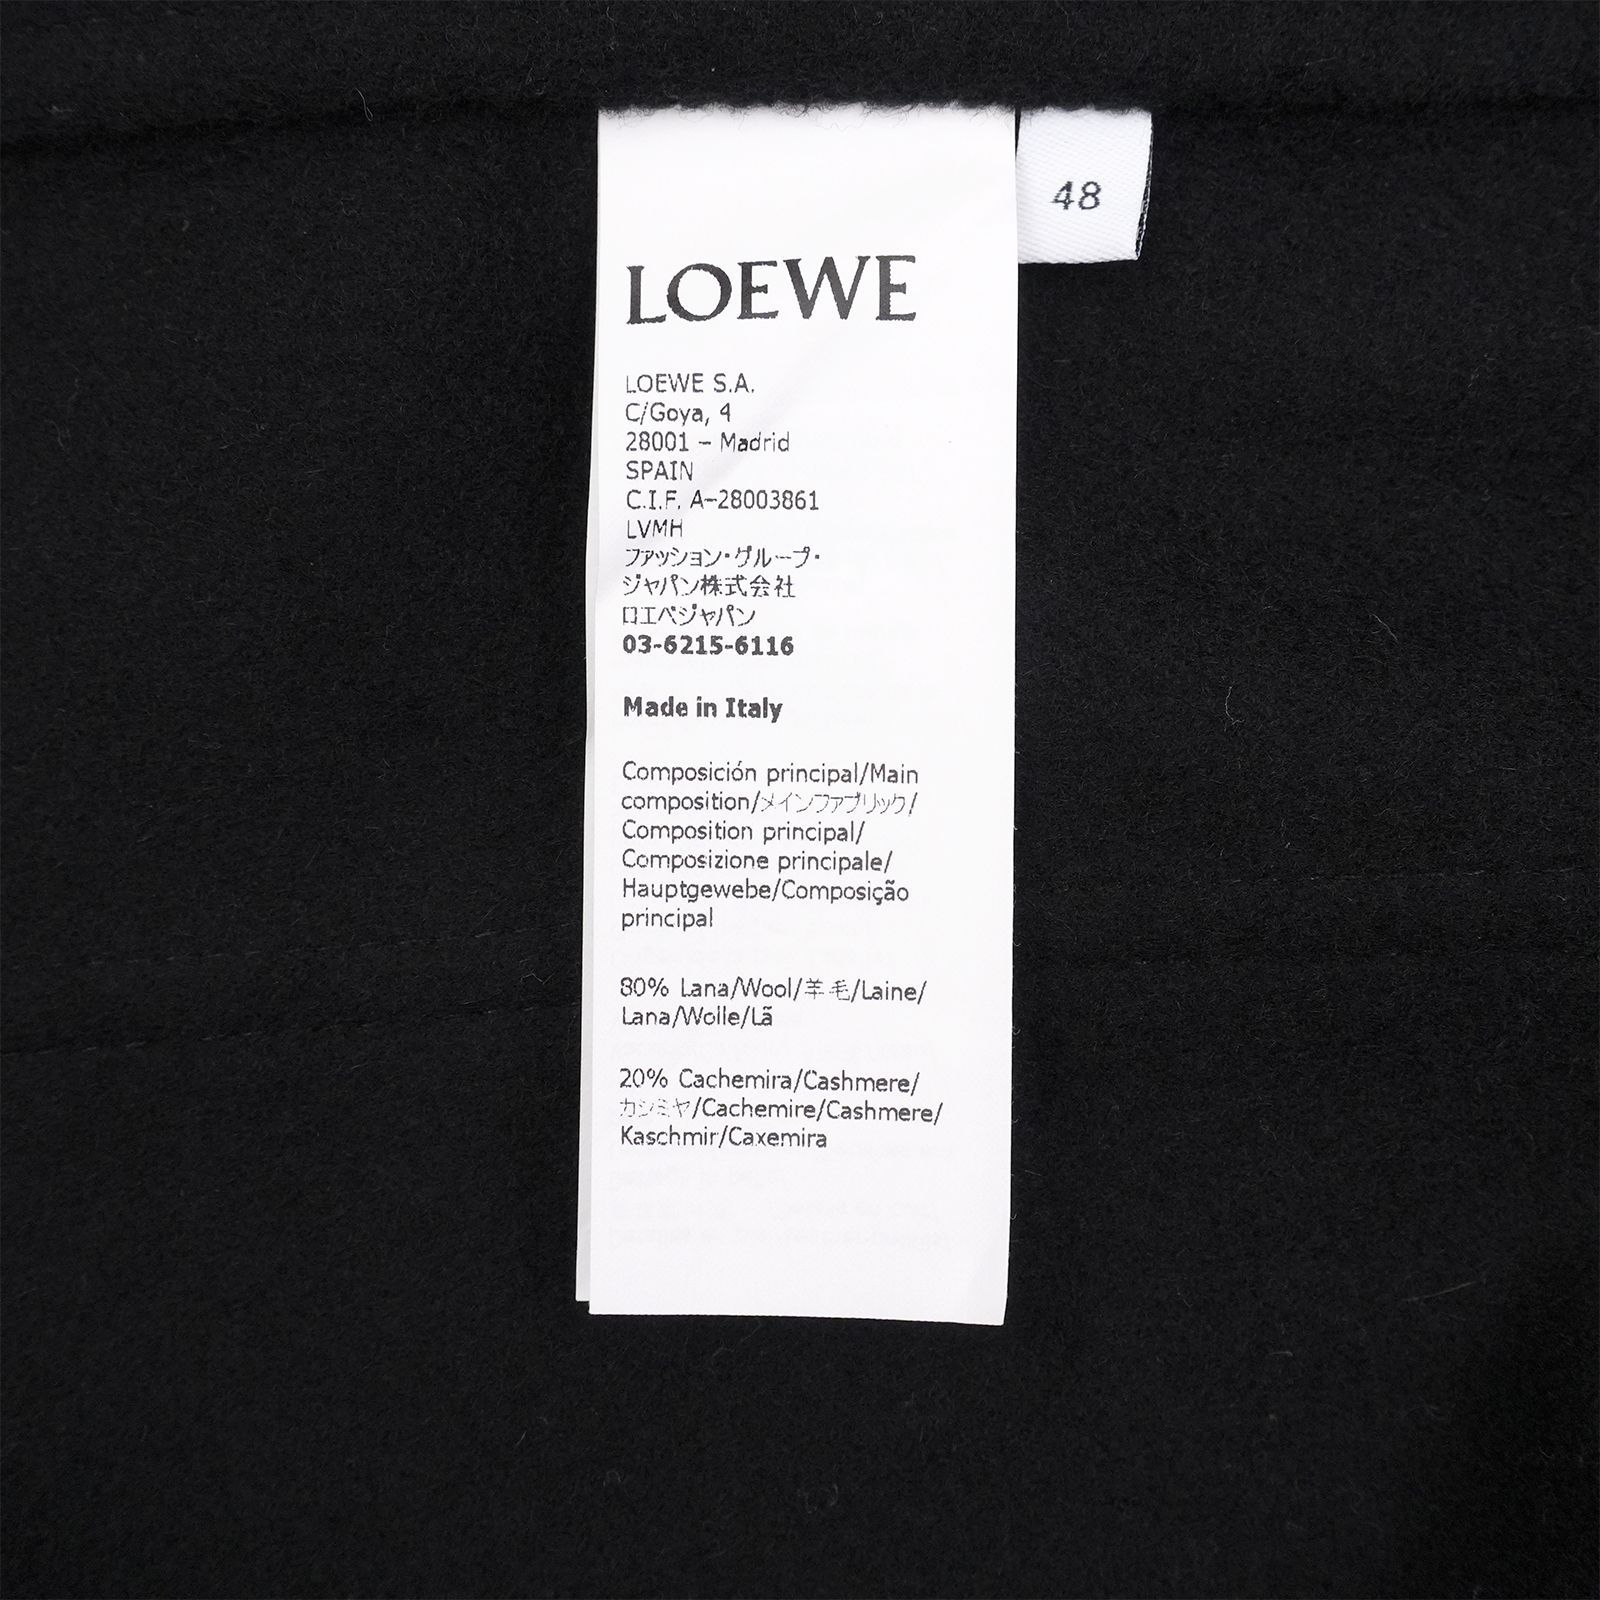 48
LOEWE
LOEWE S.A.
C/Goya, 4
28001 – Madrid
SPAIN
C.I.F. A-28003861
LVMH
ファッション・グループ・
ジャパン株式会社
ロエベジャパン
03-6215-6116
Made in Italy
Composición principal/Main
composition/メインファブリック/
Composition principal/
Composizione principale/
Hauptgewebe/Composição
principal
80% Lana/Wool/羊毛/Laine/
Lana/Wolle/Lã
20% Cachemira/Cashmere/
カシミヤ/Cachemire/Cashmere/
Kaschmir/Caxemira